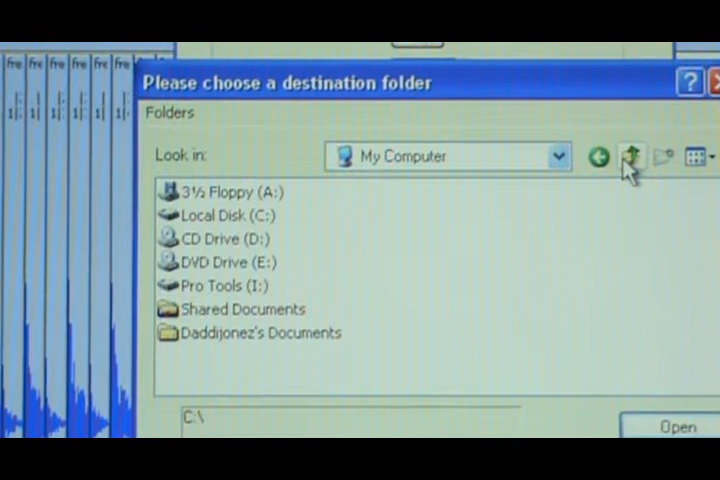 fre fre fre fre fre fre
Please choose a destination folder
Folders
Look in: My Computer
3½ Floppy (A:)
Local Disk (C:)
CD Drive (D:)
DVD Drive (E:)
Pro Tools (I:)
Shared Documents
Daddijonez's Documents
C:\
Open